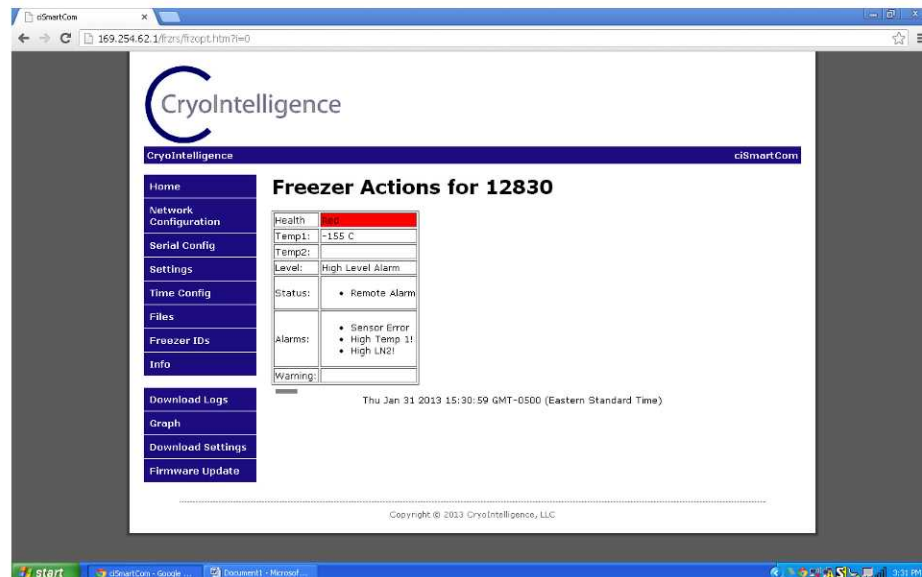 ciSmartCom
169.254.62.1/frzrs/frzopt.htm?i=0
CryoIntelligence
CryoIntelligence
ciSmartCom
Home
Network
Configuration
Serial Config
Settings
Time Config
Files
Freezer IDs
Info
Download Logs
Graph
Download Settings
Firmware Update
Freezer Actions for 12830
Health Red
Temp1: -155 C
Temp2:
Level: High Level Alarm
Status: • Remote Alarm
Alarms: • Sensor Error
• High Temp 1!
• High LN2!
Warning:
Thu Jan 31 2013 15:30:59 GMT-0500 (Eastern Standard Time)
Copyright © 2013 CryoIntelligence, LLC
start
ciSmartCom - Google ...
Document1 - Microsof...
3:31 PM